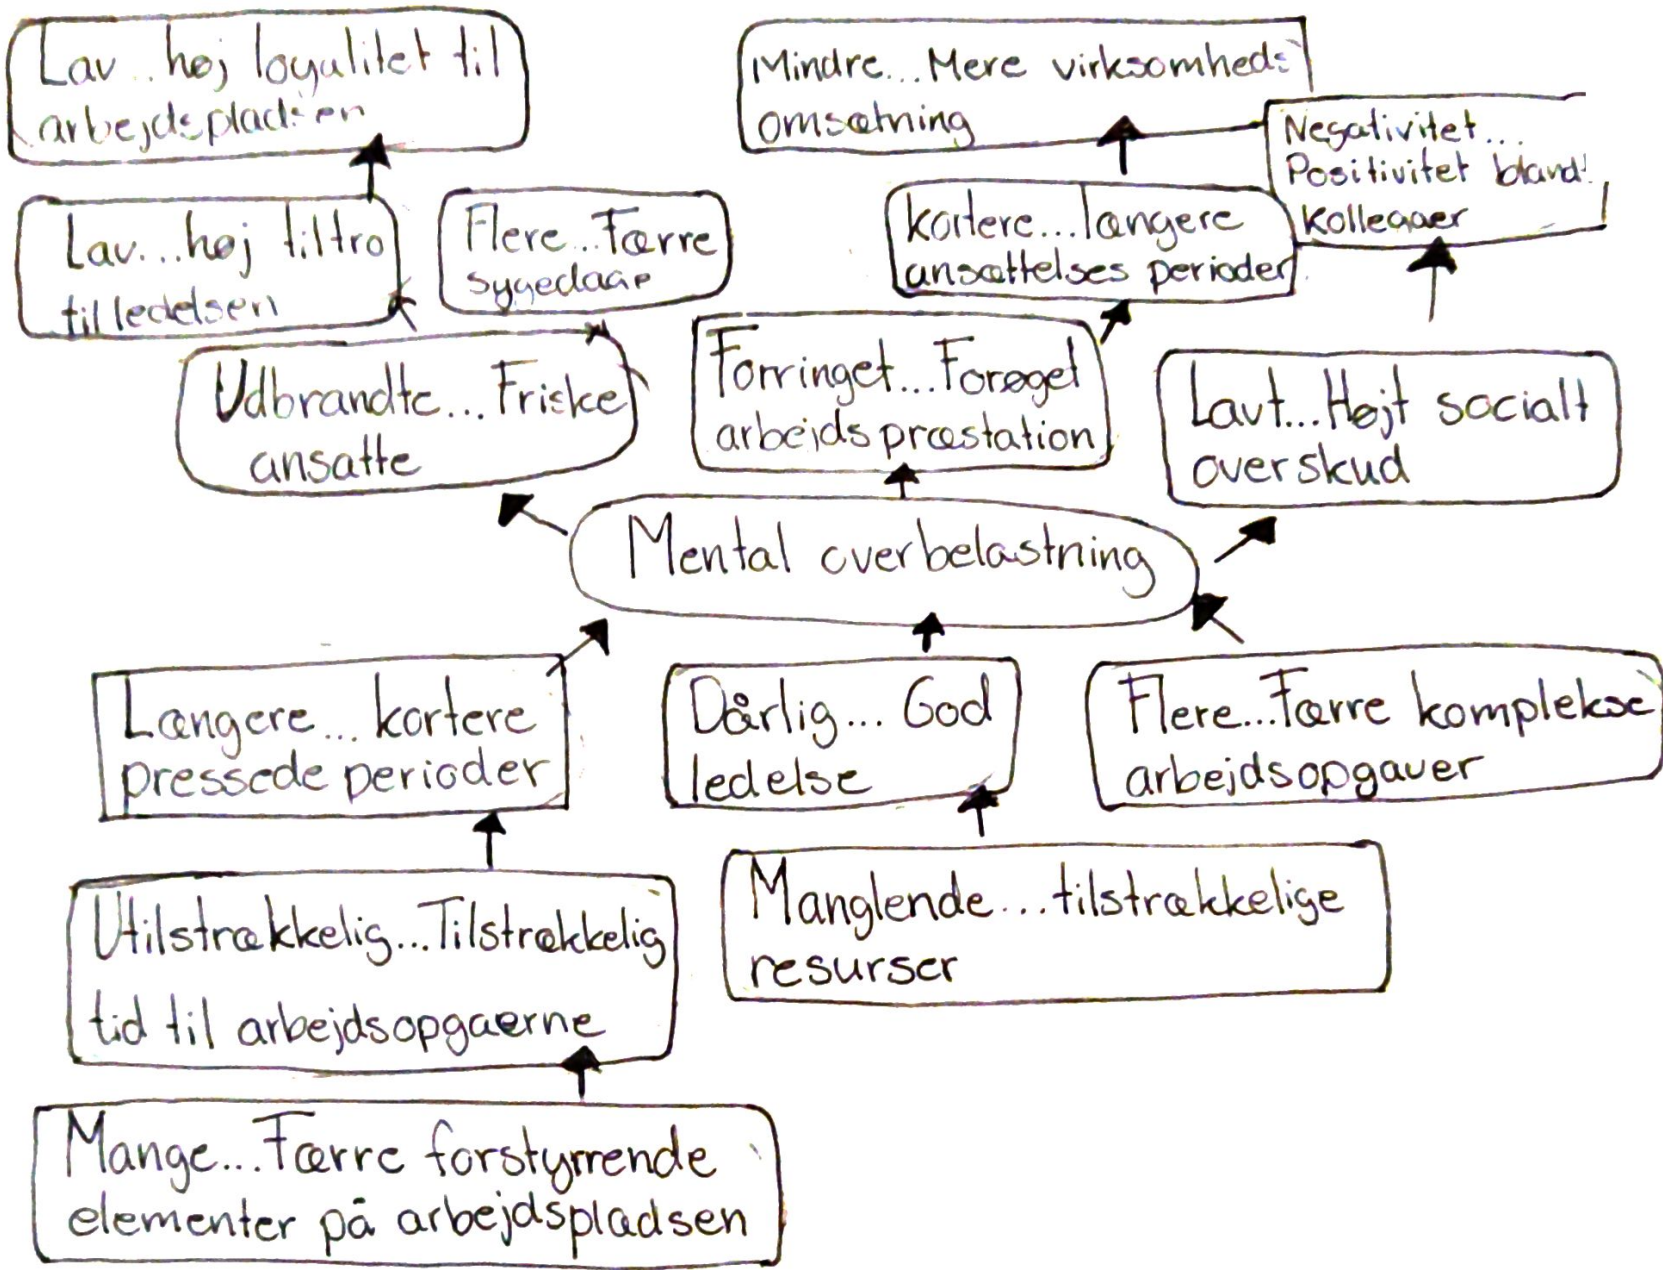 Lav...høj loyalitet til
arbejdspladsen
Mindre...Mere virksomheds
omsætning
Negativitet...
Positivitet blandt
kollegaer
Lav...høj tiltro
til ledelsen
Flere...Færre
sygedage
kortere...længere
ansættelses perioder
Udbrandte...Friske
ansatte
Forringet...Forøget
arbejds præstation
Lavt...Højt socialt
overskud
Mental overbelastning
Længere...kortere
pressede perioder
Dårlig...God
ledelse
Flere...Færre komplekse
arbejdsopgaver
Utilstrækkelig...Tilstrækkelig
tid til arbejdsopgaerne
Manglende...tilstrækkelige
resurser
Mange...Færre forstyrrende
elementer på arbejdspladsen